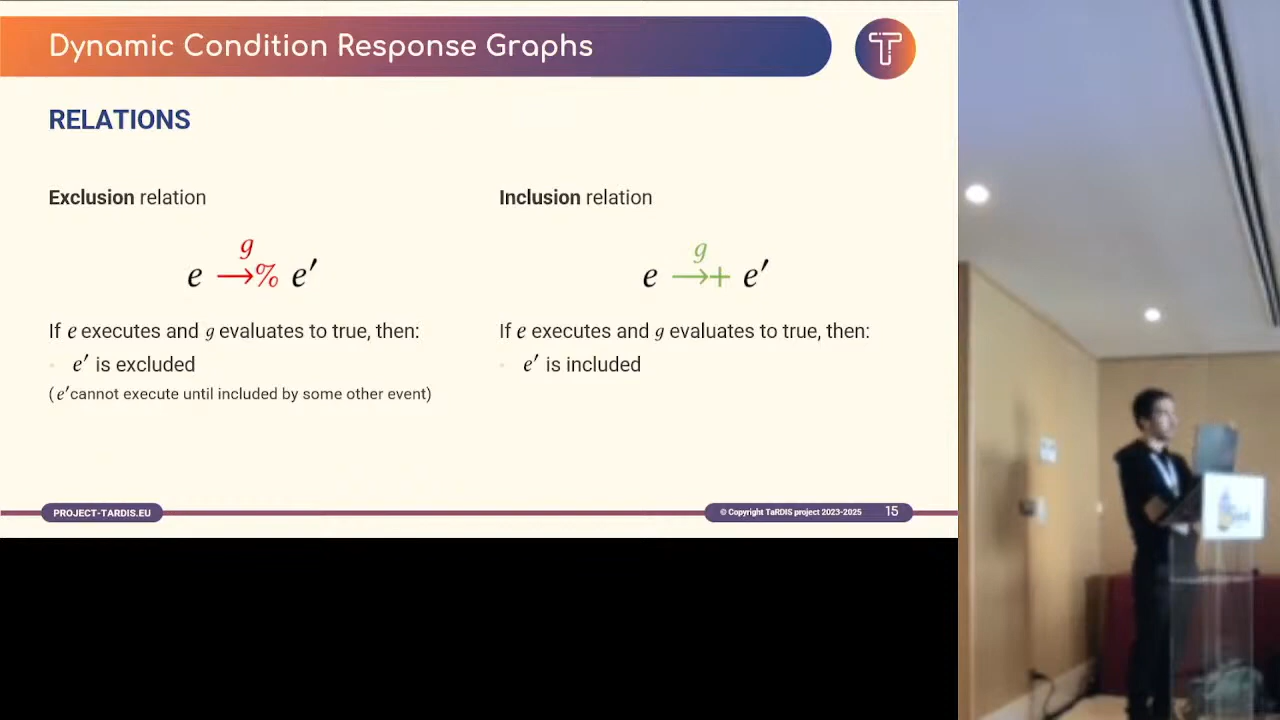 Dynamic Condition Response Graphs
T
RELATIONS
Exclusion relation
e →% e′
g
If e executes and g evaluates to true, then:
e′ is excluded
(e′cannot execute until included by some other event)
Inclusion relation
e →+ e′
g
If e executes and g evaluates to true, then:
e′ is included
PROJECT-TARDIS.EU
© Copyright TaRDIS project 2023-2025
15